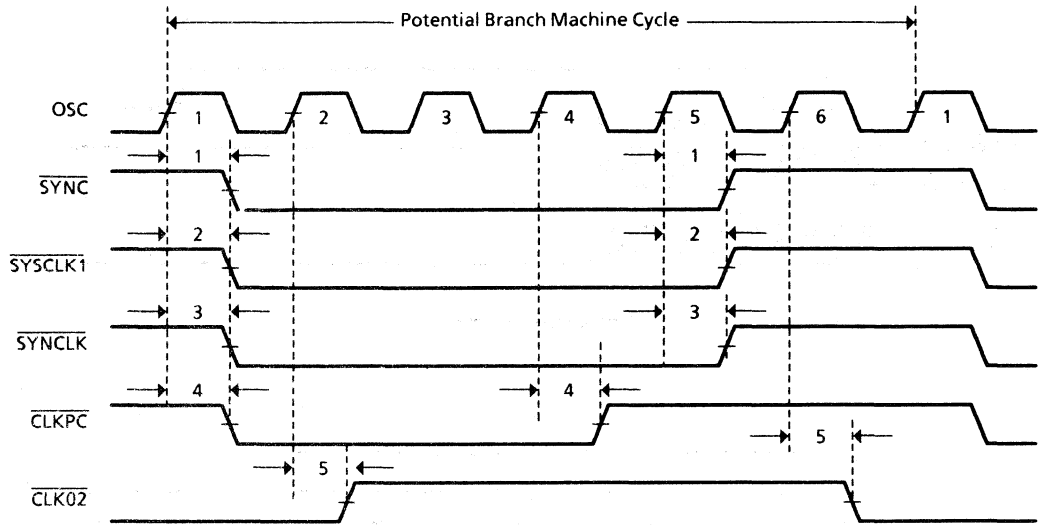 Potential Branch Machine Cycle
OSC
1 2 3 4 5 6 1
1 1
SYNC
2 2
SYSCLK1
3 3
SYNCLK
4 4
CLKPC
5 5
CLK02